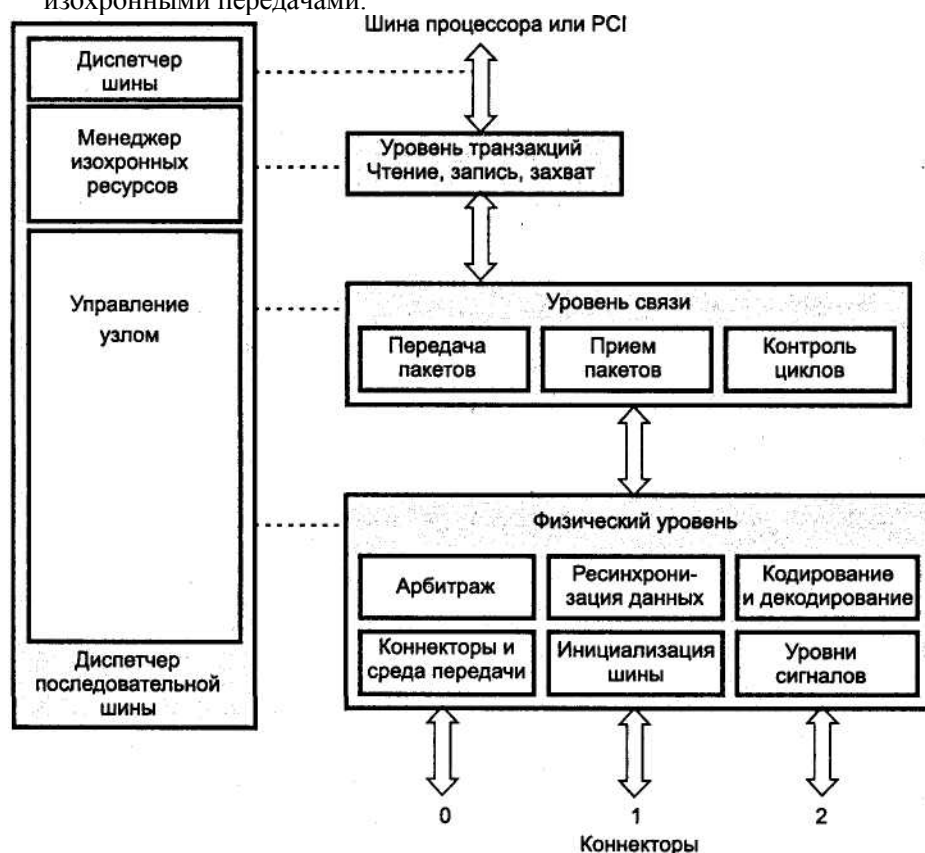 изохронными передачами.
Шина процессора или PCI
Диспетчер
шины
Менеджер
изохронных
ресурсов
Управление
узлом
Диспетчер
последовательной
шины
Уровень транзакций
Чтение, запись, захват
Уровень связи
Передача
пакетов
Прием
пакетов
Контроль
циклов
Физический уровень
Арбитраж
Ресинхрони-
зация данных
Кодирование
и декодирование
Коннекторы и
среда передачи
Инициализация
шины
Уровни
сигналов
0
1
2
Коннекторы